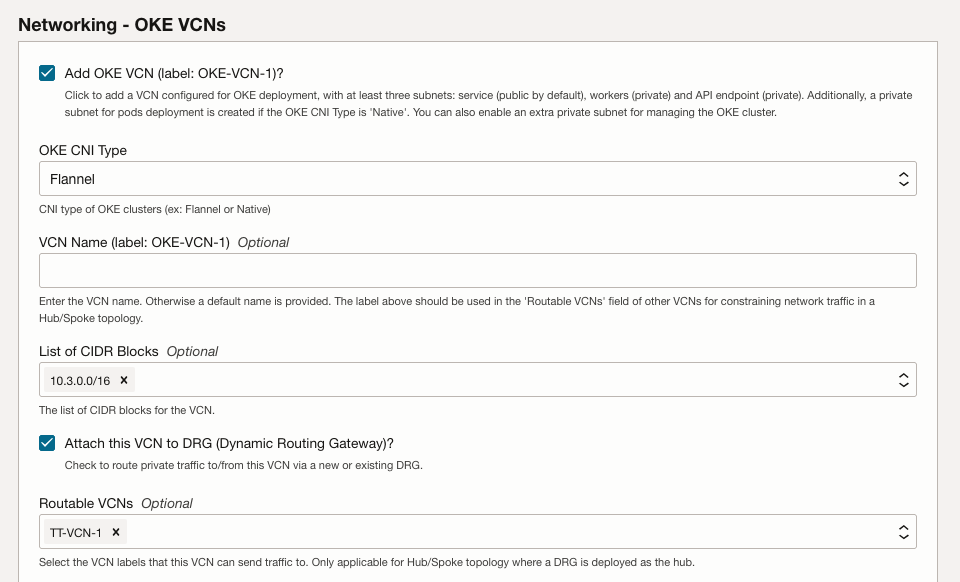 Networking - OKE VCNs
Add OKE VCN (label: OKE-VCN-1)?
Click to add a VCN configured for OKE deployment, with at least three subnets: service (public by default), workers (private) and API endpoint (private). Additionally, a private
subnet for pods deployment is created if the OKE CNI Type is 'Native'. You can also enable an extra private subnet for managing the OKE cluster.
OKE CNI Type
Flannel
CNI type of OKE clusters (ex: Flannel or Native)
VCN Name (label: OKE-VCN-1) Optional
Enter the VCN name. Otherwise a default name is provided. The label above should be used in the 'Routable VCNs' field of other VCNs for constraining network traffic in a
Hub/Spoke topology.
List of CIDR Blocks Optional
10.3.0.0/16
The list of CIDR blocks for the VCN.
Attach this VCN to DRG (Dynamic Routing Gateway)?
Check to route private traffic to/from this VCN via a new or existing DRG.
Routable VCNs Optional
TT-VCN-1
Select the VCN labels that this VCN can send traffic to. Only applicable for Hub/Spoke topology where a DRG is deployed as the hub.